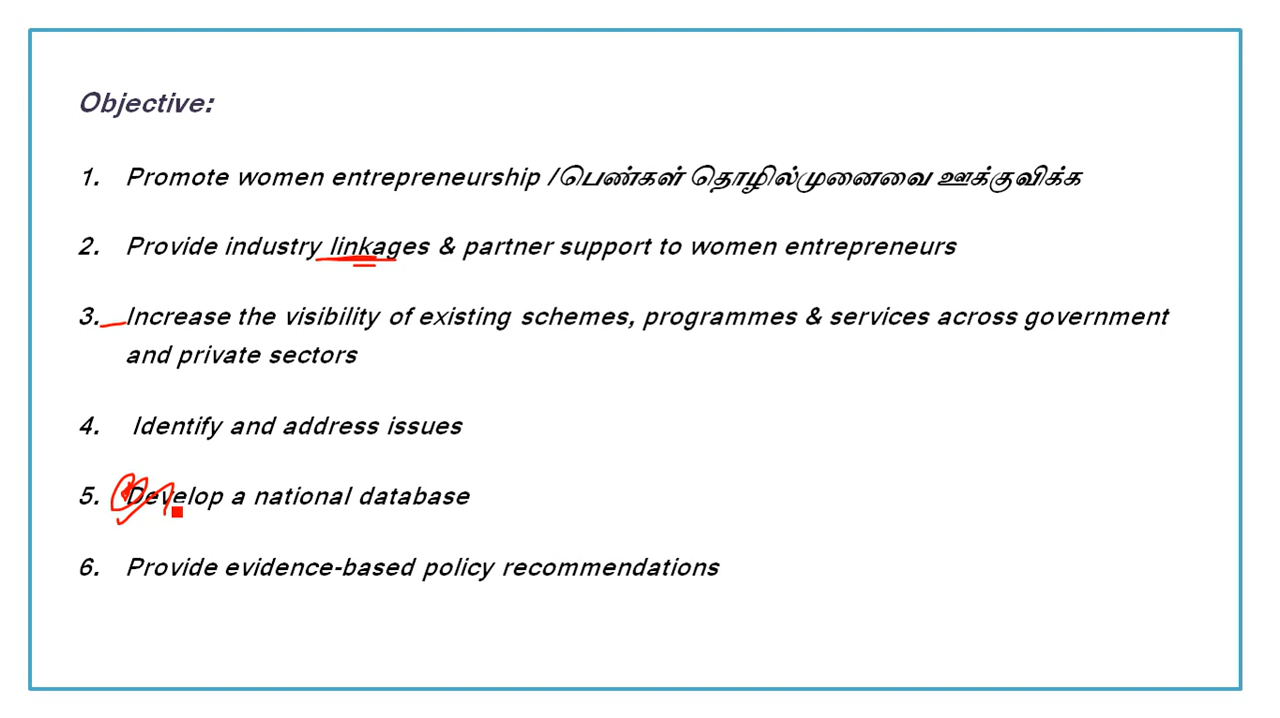 Objective:
1. Promote women entrepreneurship /பெண்கள் தொழில்முனைவை ஊக்குவிக்க
2. Provide industry linkages & partner support to women entrepreneurs
3. Increase the visibility of existing schemes, programmes & services across government
and private sectors
4. Identify and address issues
5. Develop a national database
6. Provide evidence-based policy recommendations